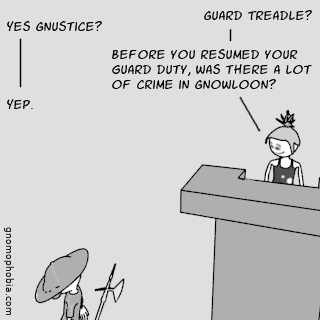 GUARD TREADLE?
YES GNUSTICE?
BEFORE YOU RESUMED YOUR
GUARD DUTY, WAS THERE A LOT
OF CRIME IN GNOWLOON?
YEP.
gnomophobia.com